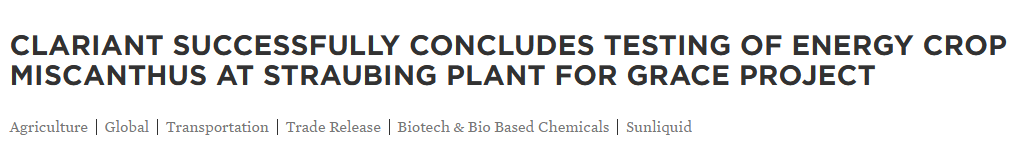 CLARIANT SUCCESSFULLY CONCLUDES TESTING OF ENERGY CROP
MISCANTHUS AT STRAUBING PLANT FOR GRACE PROJECT
Agriculture | Global | Transportation | Trade Release | Biotech & Bio Based Chemicals | Sunliquid